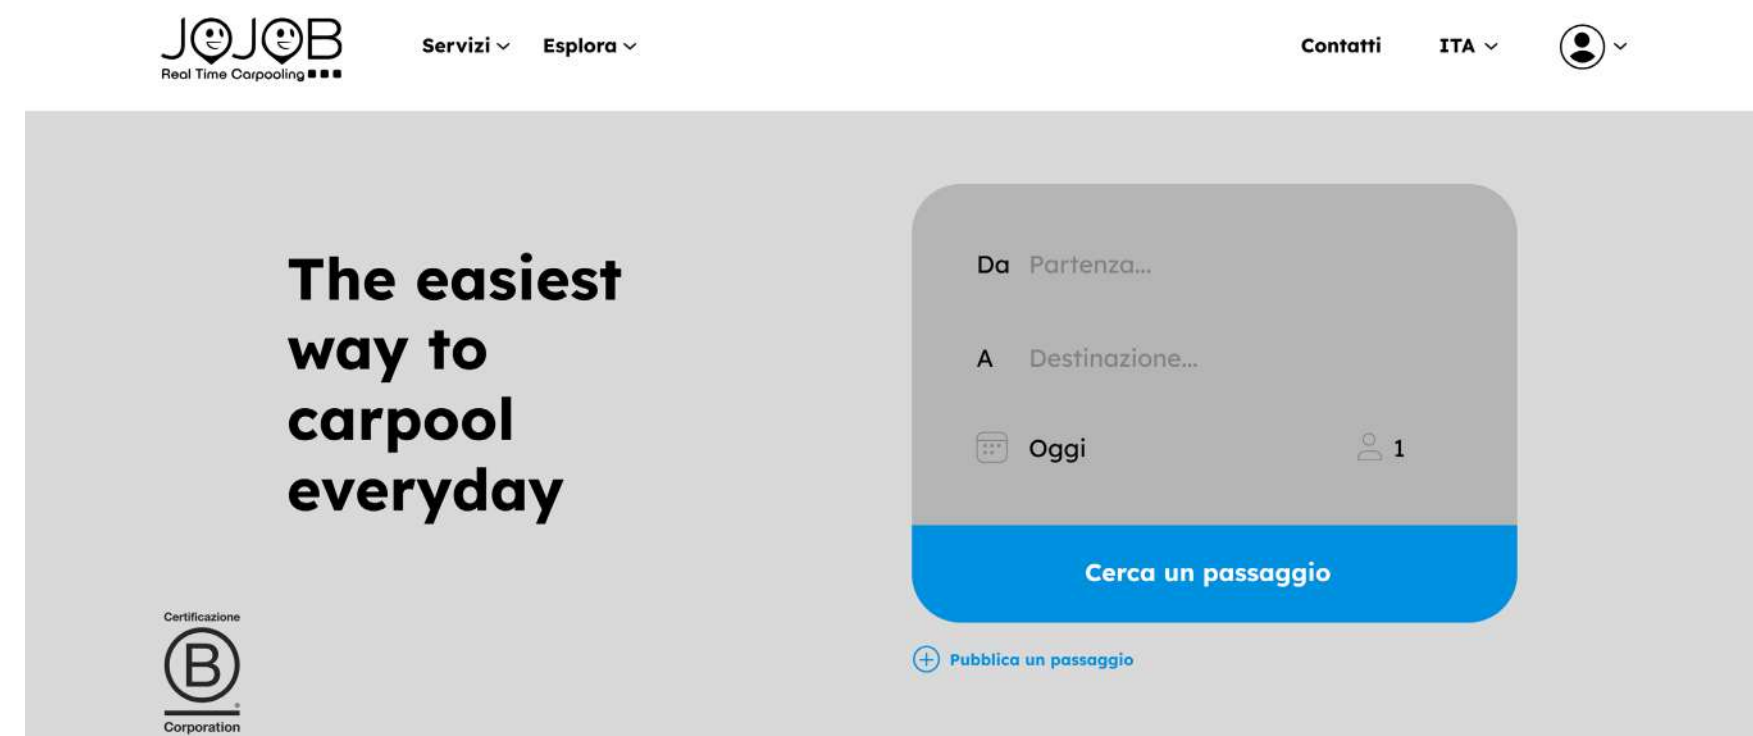 JOJOB
Real Time Carpooling
Servizi
Esplora
Contatti
ITA
The easiest
way to
carpool
everyday
Da Partenza...
A Destinazione...
Oggi
1
Cerca un passaggio
Pubblica un passaggio
Certificazione
B
®
Corporation